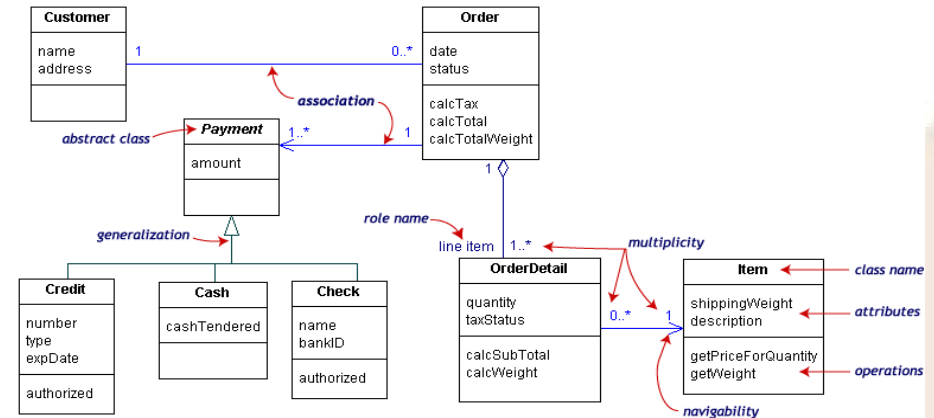 Customer
name
address
1
0..*
Order
date
status
calcTax
calcTotal
calcTotalWeight
association
abstract class
Payment
amount
1..*
1
1
generalization
role name
line item
1..*
multiplicity
Credit
number
type
expDate
authorized
Cash
cashTendered
Check
name
bankID
authorized
OrderDetail
quantity
taxStatus
calcSubTotal
calcWeight
0..*
1
Item
shippingWeight
description
getPriceForQuantity
getWeight
class name
attributes
operations
navigability